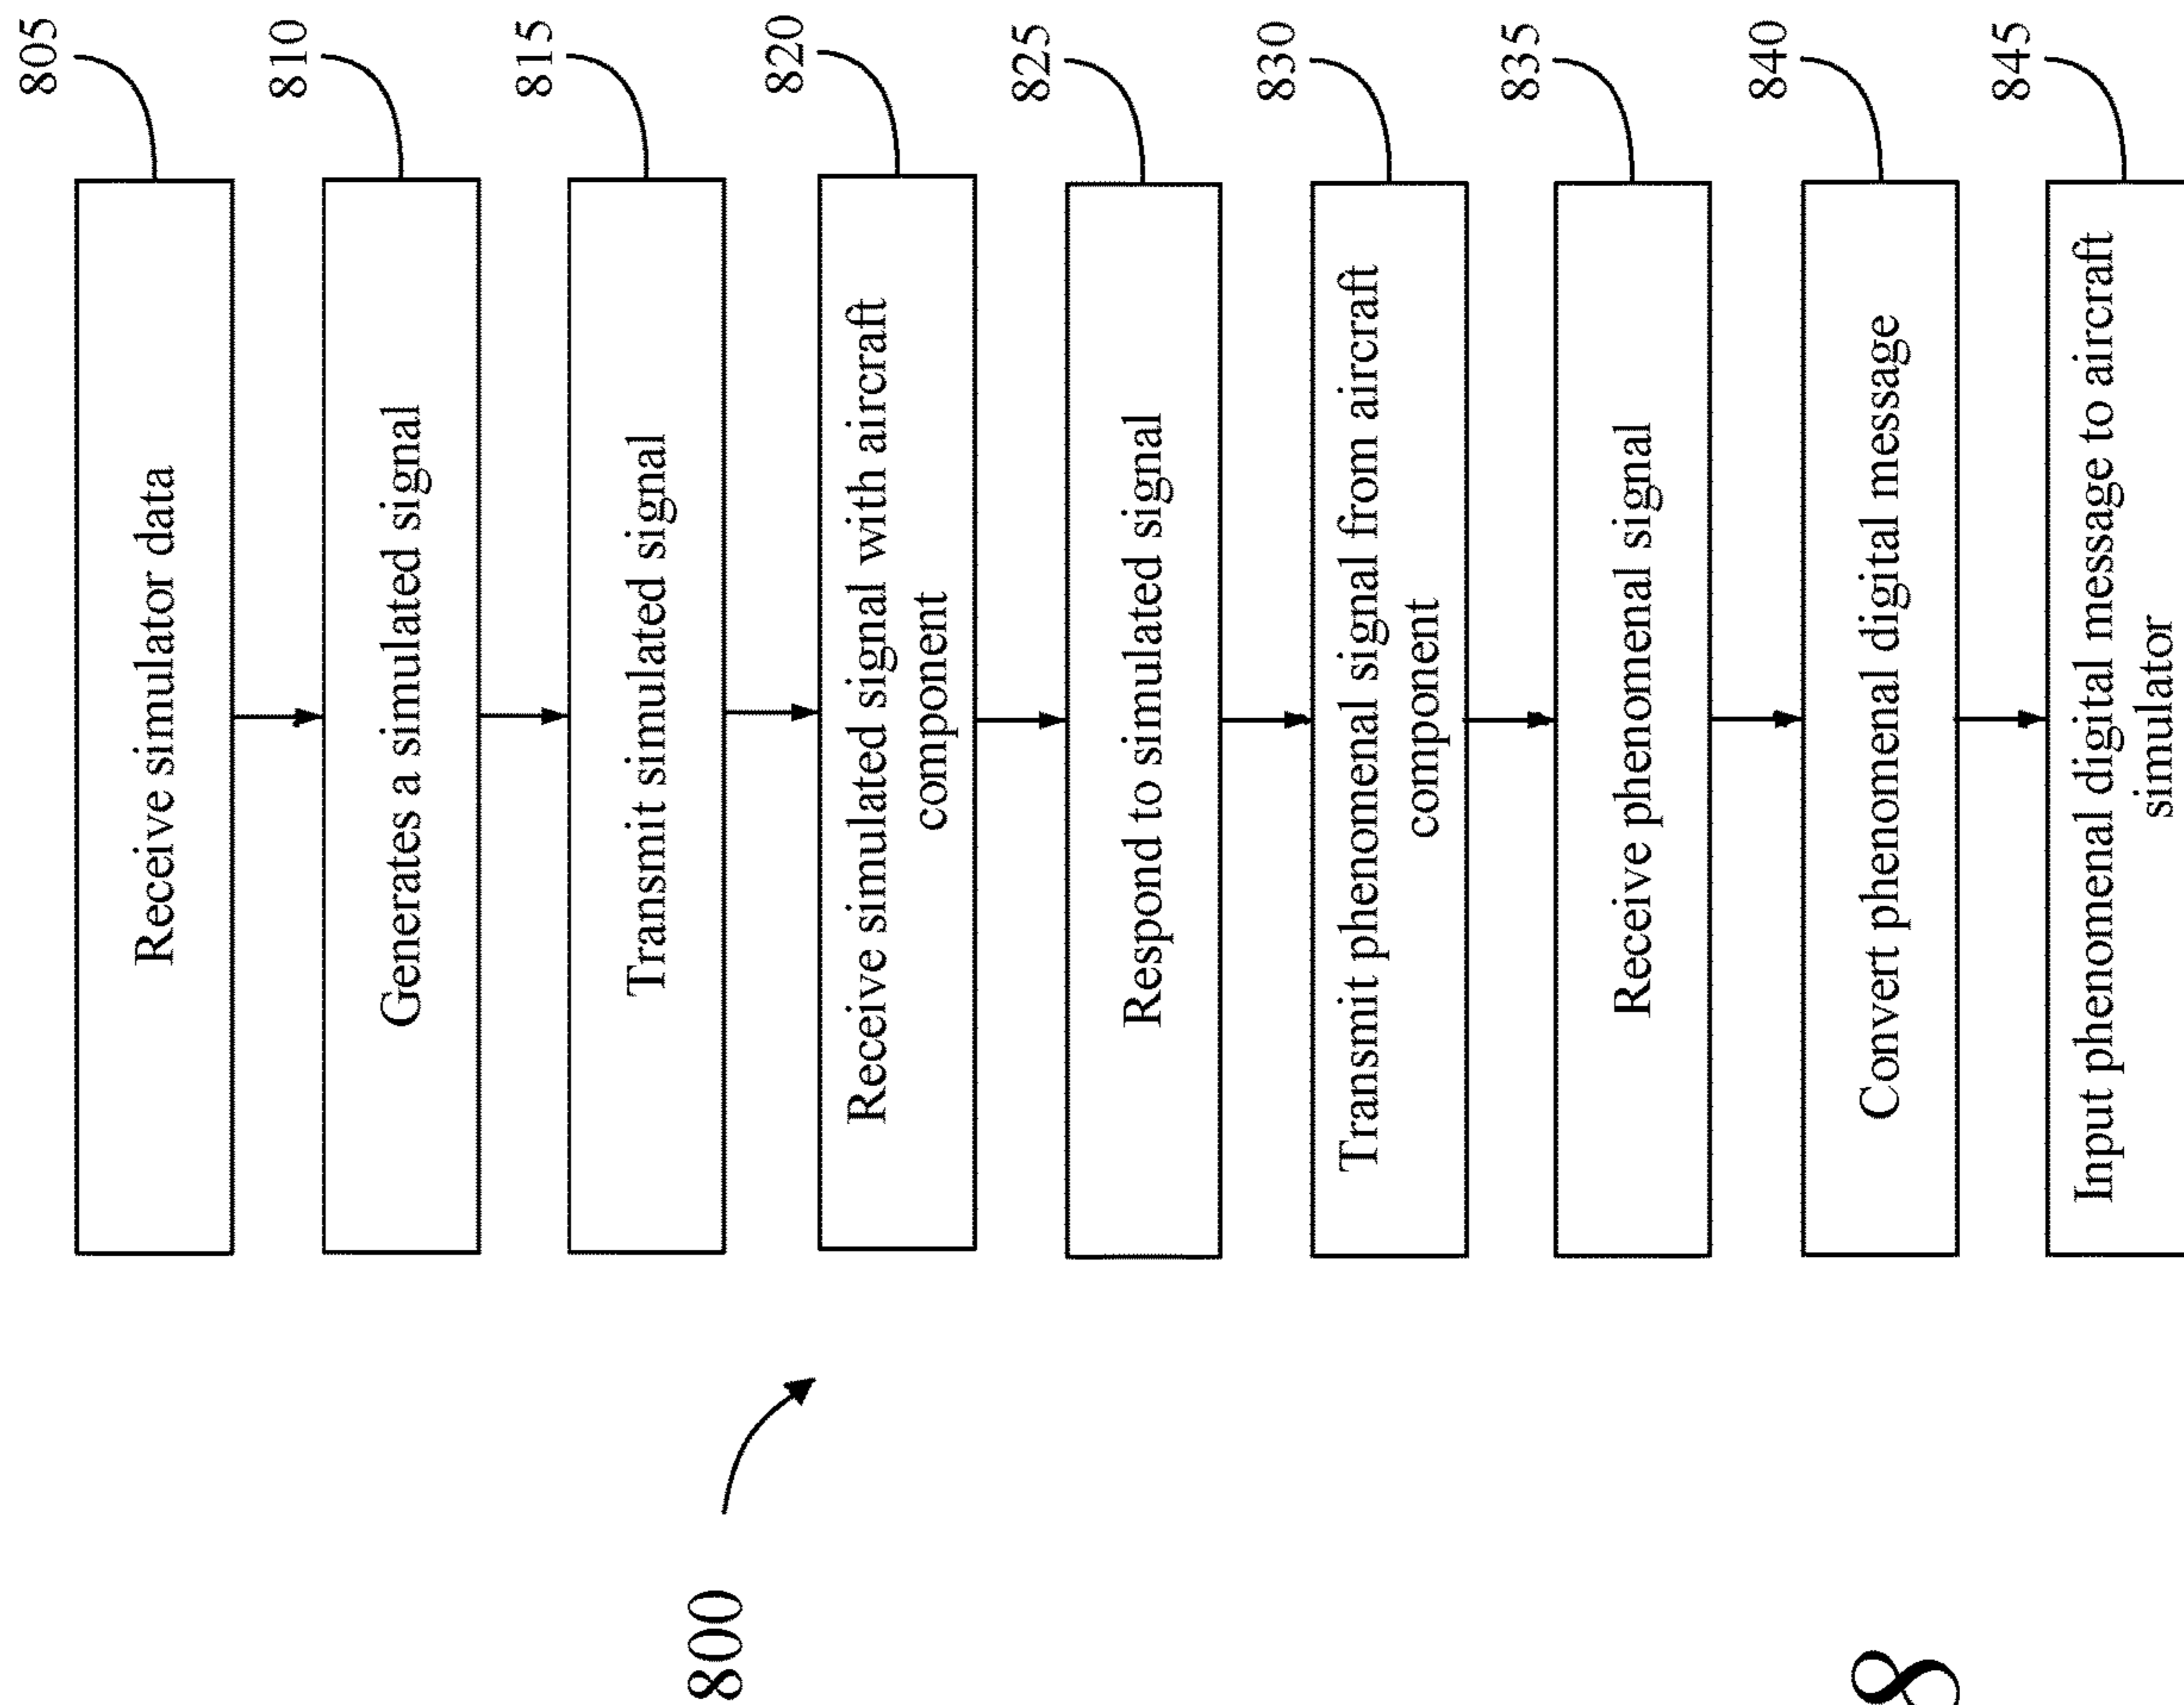 805
Receive simulator data
810
Generates a simulated signal
815
Transmit simulated signal
820
Receive simulated signal with aircraft
component
825
Respond to simulated signal
830
Transmit phenomenal signal from aircraft
component
835
Receive phenomenal signal
840
Convert phenomenal digital message
845
Input phenomenal digital message to aircraft
simulator
800
8